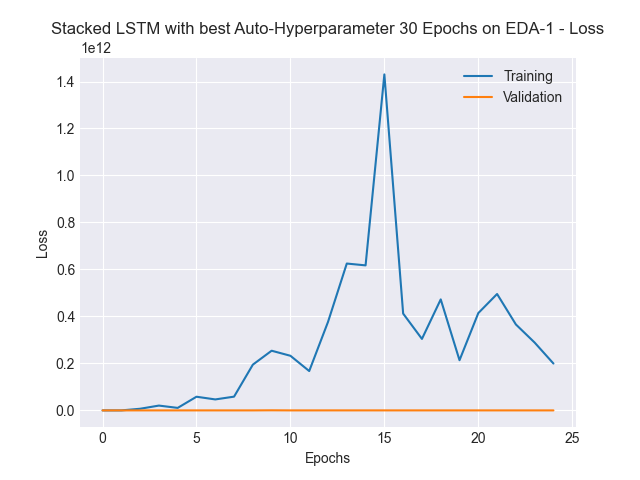 Stacked LSTM with best Auto-Hyperparameter 30 Epochs on EDA-1 - Loss
1e12
Training
Validation
1.4
1.2
1.0
0.8
0.6
0.4
0.2
0.0
Loss
0 5 10 15 20 25
Epochs